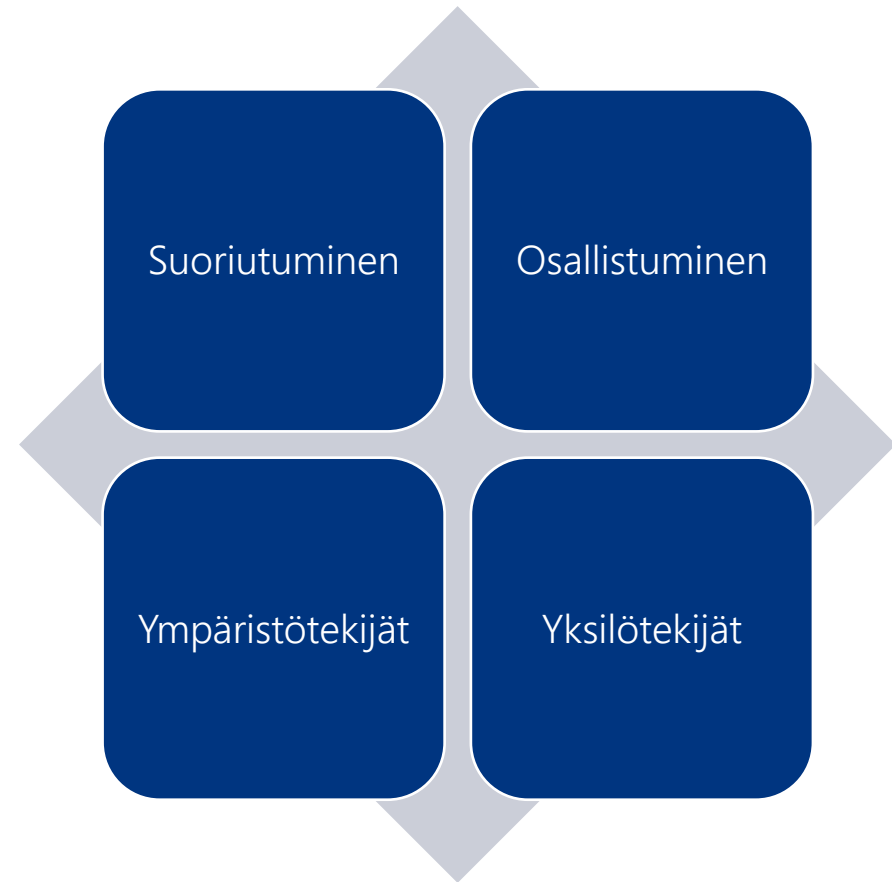 Suoriutuminen
Osallistuminen
Ympäristötekijät
Yksilötekijät